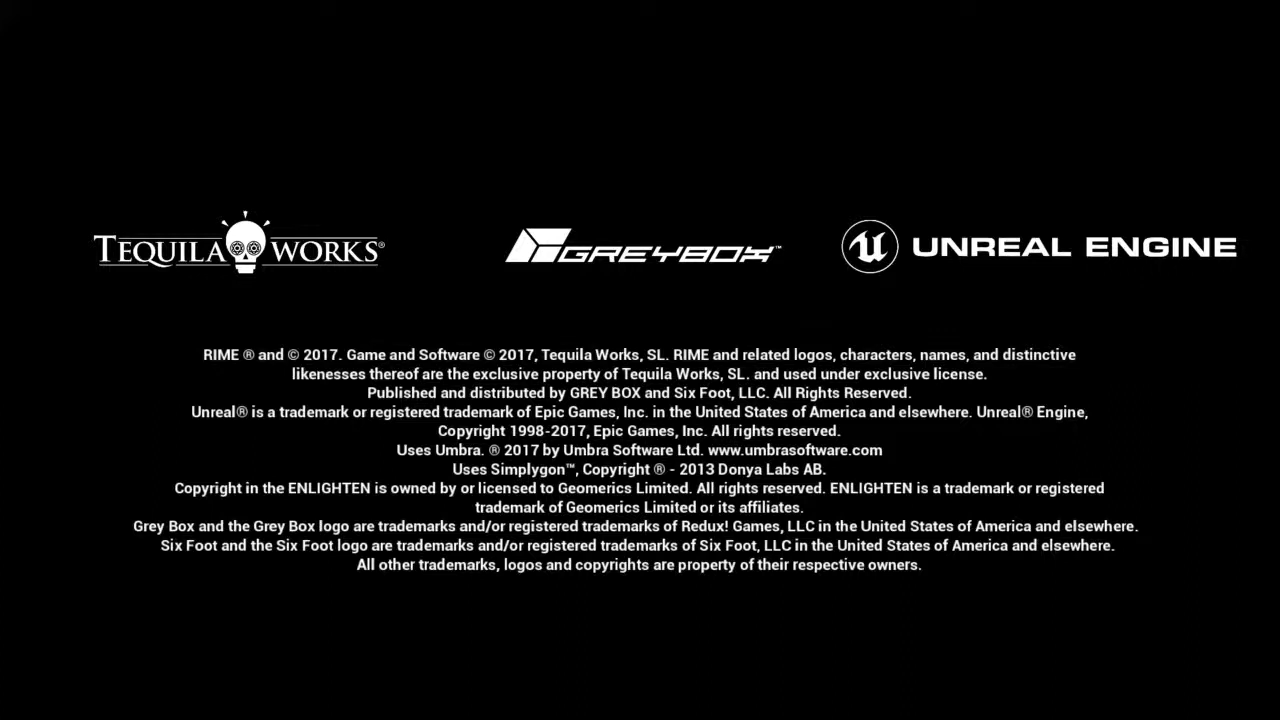 TEQUILA WORKS®
GREYBOX™
UNREAL ENGINE
RIME ® and © 2017. Game and Software © 2017, Tequila Works, SL. RIME and related logos, characters, names, and distinctive
likenesses thereof are the exclusive property of Tequila Works, SL. and used under exclusive license.
Published and distributed by GREY BOX and Six Foot, LLC. All Rights Reserved.
Unreal® is a trademark or registered trademark of Epic Games, Inc. in the United States of America and elsewhere. Unreal® Engine,
Copyright 1998-2017, Epic Games, Inc. All rights reserved.
Uses Umbra. ® 2017 by Umbra Software Ltd. www.umbrasoftware.com
Uses Simplygon™, Copyright ® - 2013 Donya Labs AB.
Copyright in the ENLIGHTEN is owned by or licensed to Geomerics Limited. All rights reserved. ENLIGHTEN is a trademark or registered
trademark of Geomerics Limited or its affiliates.
Grey Box and the Grey Box logo are trademarks and/or registered trademarks of Redux! Games, LLC in the United States of America and elsewhere.
Six Foot and the Six Foot logo are trademarks and/or registered trademarks of Six Foot, LLC in the United States of America and elsewhere.
All other trademarks, logos and copyrights are property of their respective owners.